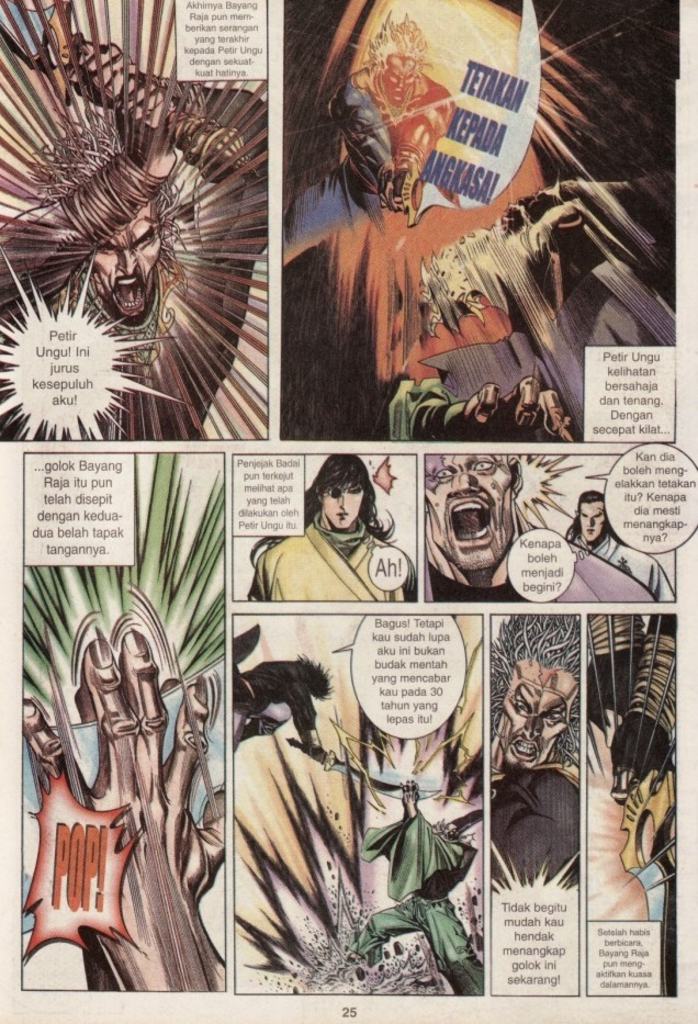 Akhirnya Bayang
Raja pun mem-
berikan serangan
yang terakhir
kepada Petir Ungu
dengan sekuat-
kuat hatinya.
Petir
Ungu! Ini
jurus
kesepuluh
aku!
TETAKAN
KEPADA
ANGKASA!
Petir Ungu
kelihatan
bersahaja
dan tenang.
Dengan
secepat kilat...
...golok Bayang
Raja itu pun
telah disepit
dengan kedua-
dua belah tapak
tangannya.
POP!
Penjejak Badai
pun terkejut
melihat apa
yang telah
dilakukan oleh
Petir Ungu itu.
Ah!
Kenapa
boleh
menjadi
begini?
Kan dia
boleh meng-
elakkan tetakan
itu? Kenapa
dia mesti
menangkap-
nya?
Bagus! Tetapi
kau sudah lupa
aku ini bukan
budak mentah
yang mencabar
kau pada 30
tahun yang
lepas itu!
Tidak begitu
mudah kau
hendak
menangkap
golok ini
sekarang!
Setelah habis
berbicara,
Bayang Raja
pun meng-
aktifkan kuasa
dalamannya.
25